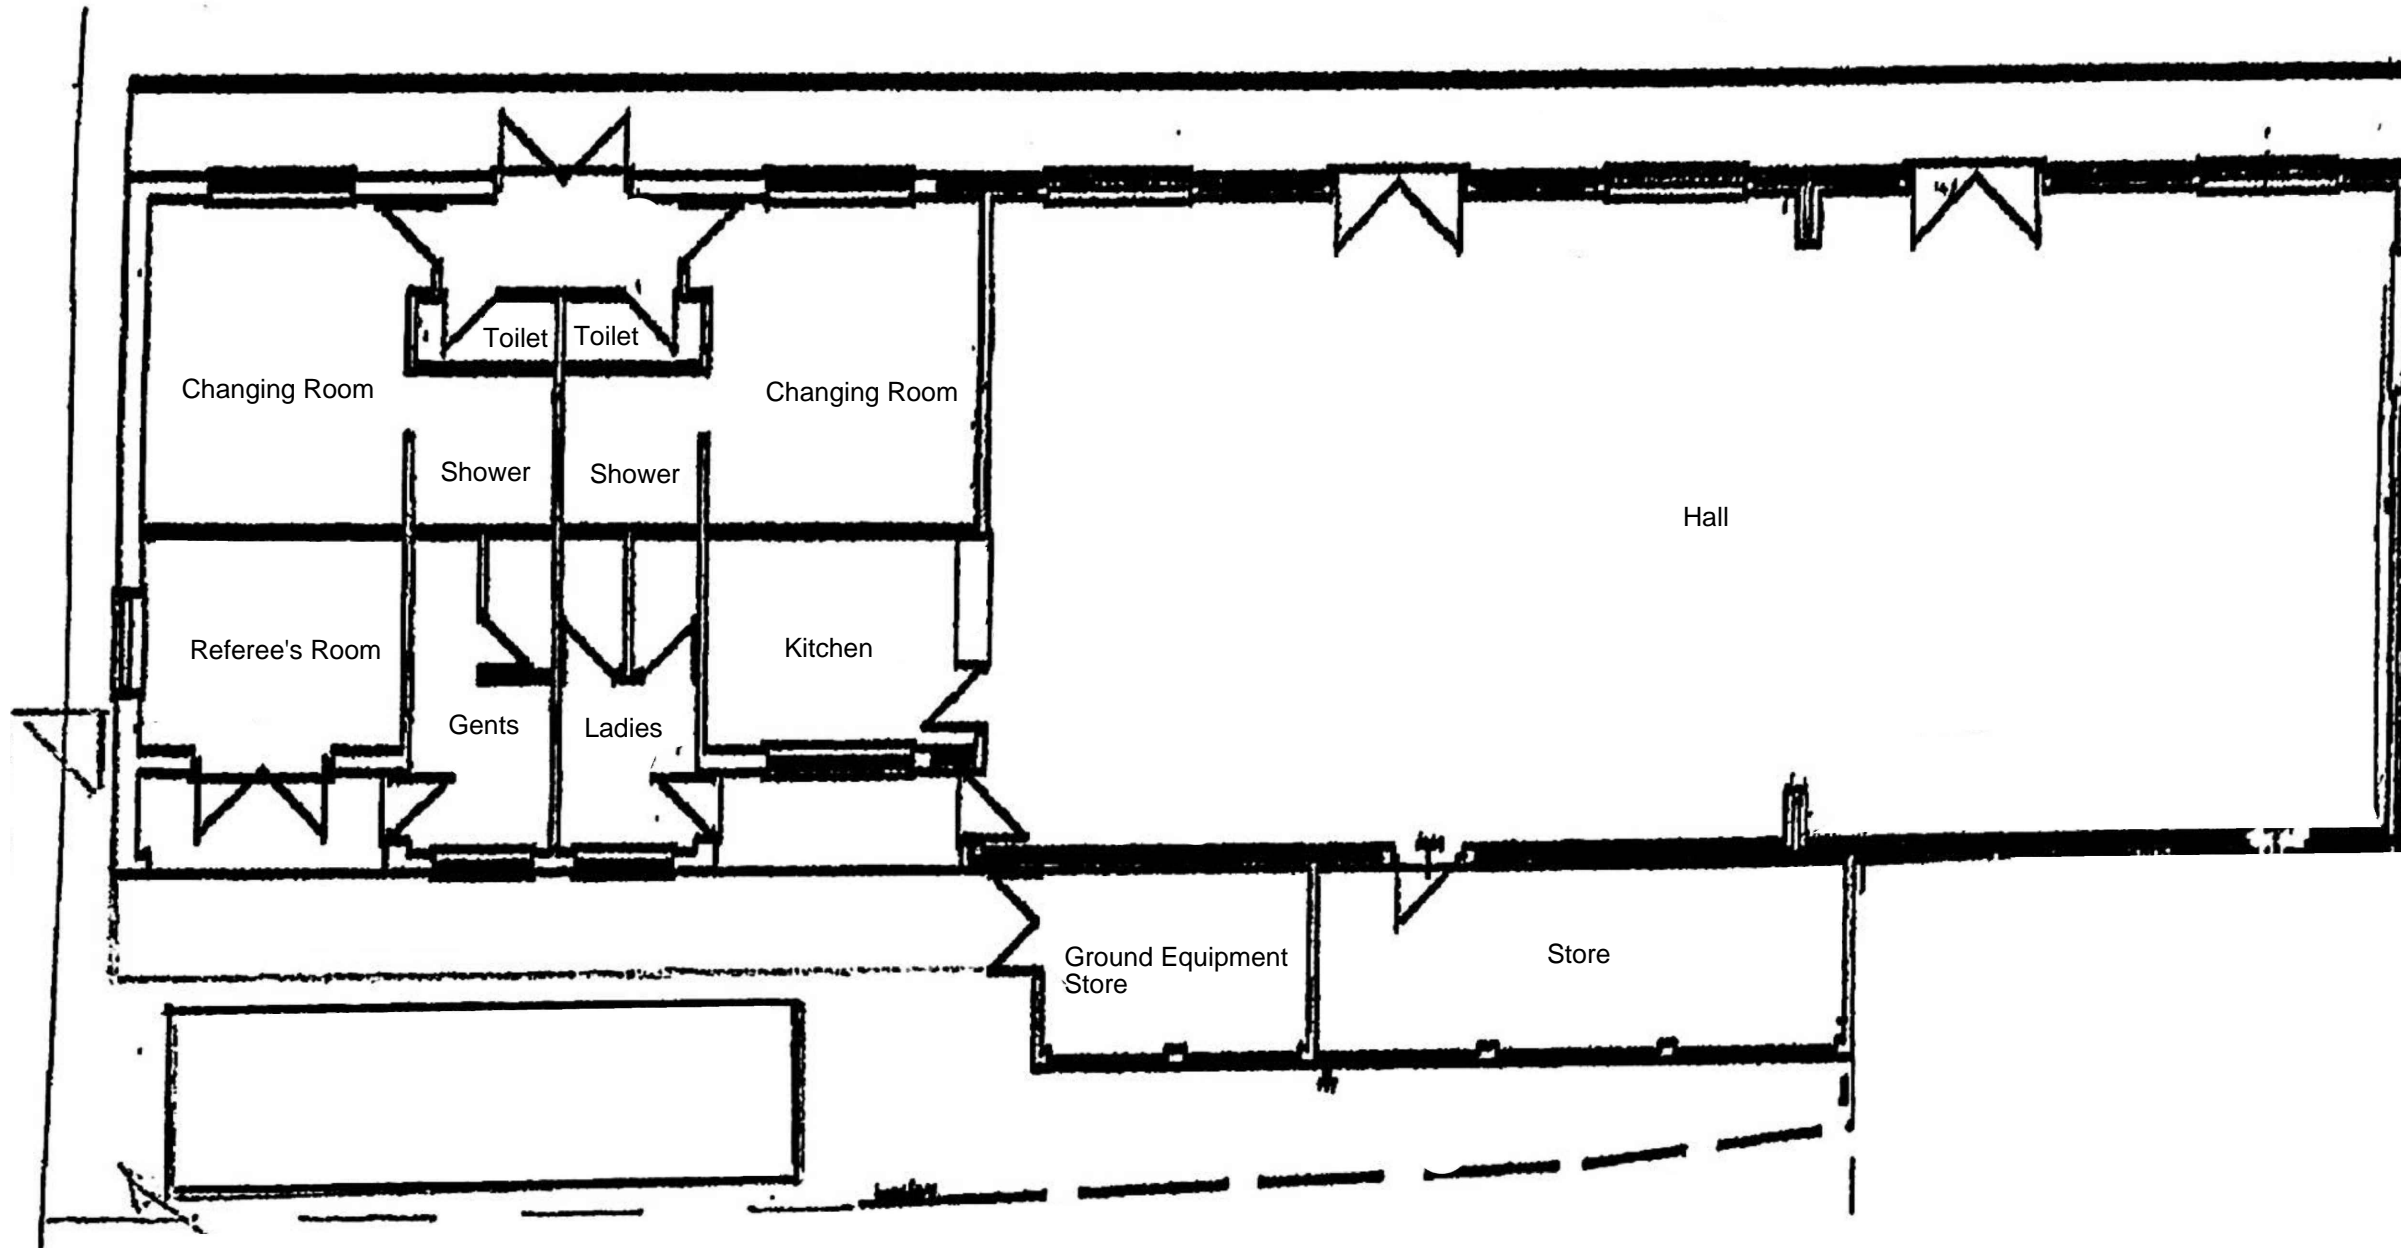 Toilet
Toilet
Changing Room
Changing Room
Shower
Shower
Hall
Referee's Room
Kitchen
Gents
Ladies
Ground Equipment
Store
Store